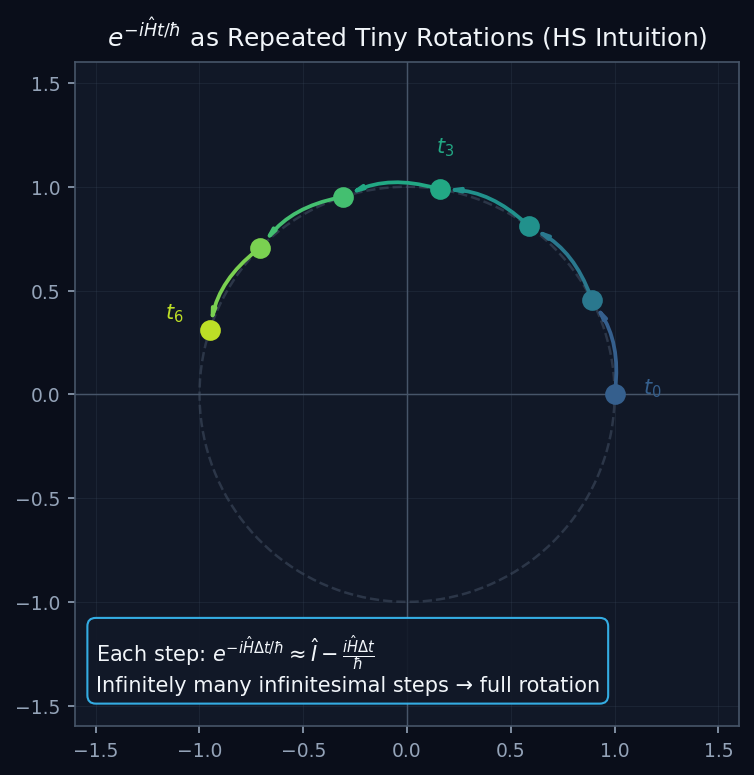 e^{-iĤt/ħ} as Repeated Tiny Rotations (HS Intuition)
1.5
1.0
0.5
0.0
−0.5
−1.0
−1.5
t₃
t₆
t₀
Each step: e^{-iĤΔt/ħ} ≈ Î − \frac{iĤΔt}{ħ}
Infinitely many infinitesimal steps → full rotation
−1.5 −1.0 −0.5 0.0 0.5 1.0 1.5